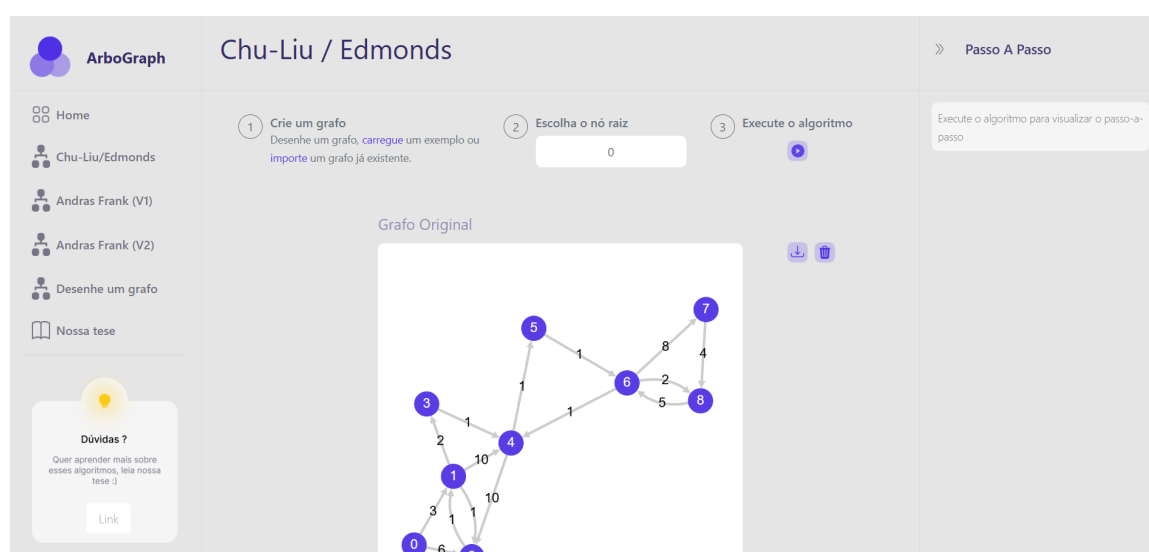 ArboGraph
Home
Chu-Liu/Edmonds
Andras Frank (V1)
Andras Frank (V2)
Desenhe um grafo
Nossa tese
Dúvidas ?
Quer aprender mais sobre
esses algoritmos, leia nossa
tese :)
Link
Chu-Liu / Edmonds
1
Crie um grafo
Desenhe um grafo, carregue um exemplo ou
importe um grafo já existente.
2
Escolha o nó raiz
0
3
Execute o algoritmo
Grafo Original
7
5
8
1
4
6
2
8
5
1
3
1
1
4
2
10
1
10
3
1
1
0
6
Passo A Passo
Execute o algoritmo para visualizar o passo-a-
passo